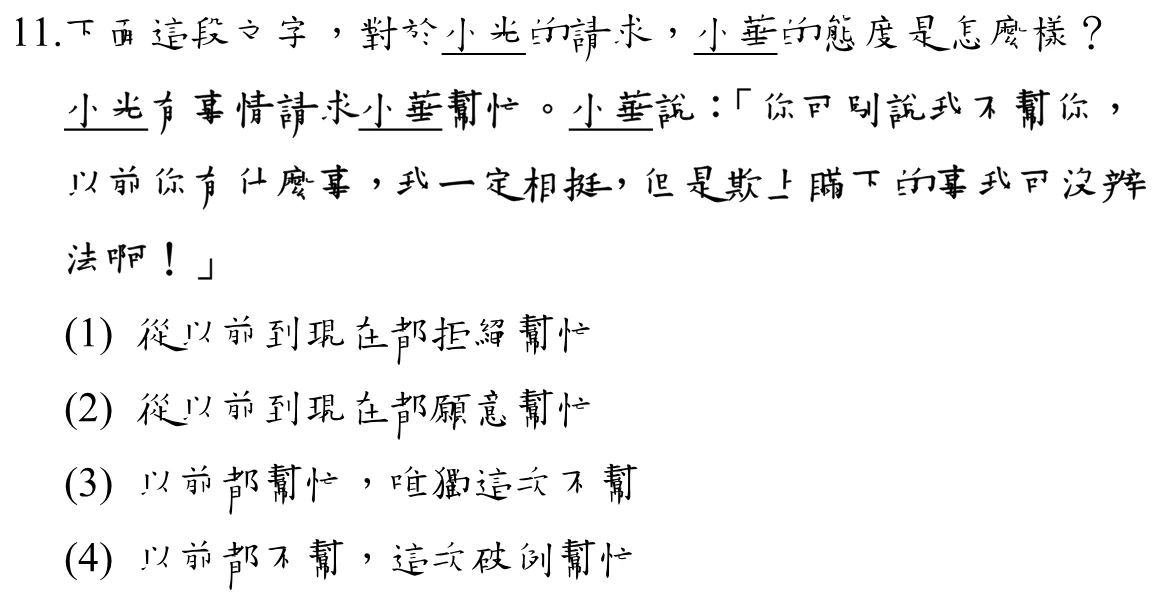 11.下面這段文字，對於小光的請求，小華的態度是怎麼樣？
小光有事情請求小華幫忙。小華說：「你可別說我不幫你，
以前你有什麼事，我一定相挺，但是欺上瞞下的事我可沒辦
法啊！」
(1) 從以前到現在都拒絕幫忙
(2) 從以前到現在都願意幫忙
(3) 以前都幫忙，唯獨這次不幫
(4) 以前都不幫，這次破例幫忙